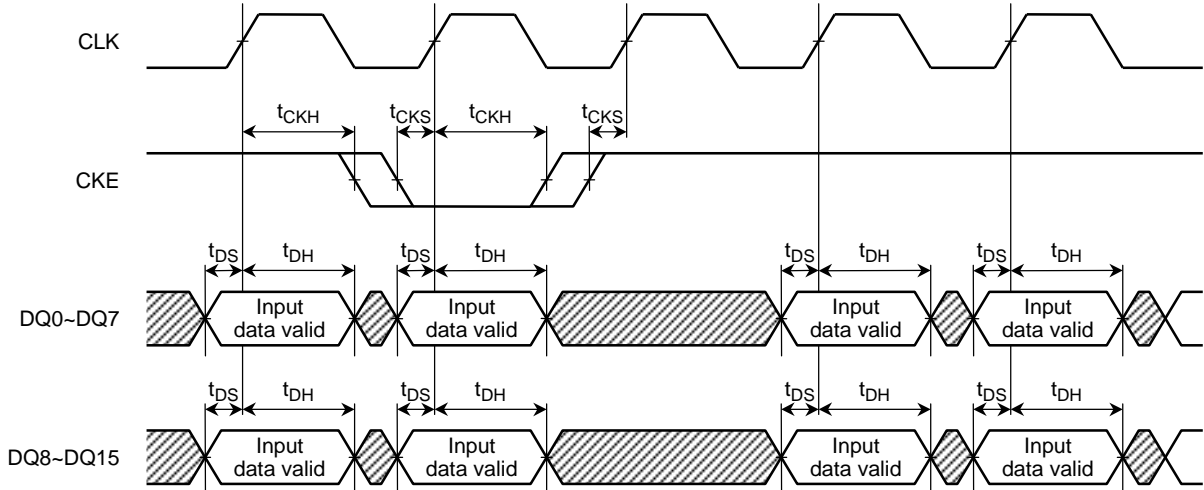 CLK
tCKH tCKS tCKH tCKS
CKE
tDS tDH tDS tDH tDS tDH tDS tDH
DQ0~DQ7
Input data valid
Input data valid
Input data valid
Input data valid
tDS tDH tDS tDH tDS tDH tDS tDH
DQ8~DQ15
Input data valid
Input data valid
Input data valid
Input data valid